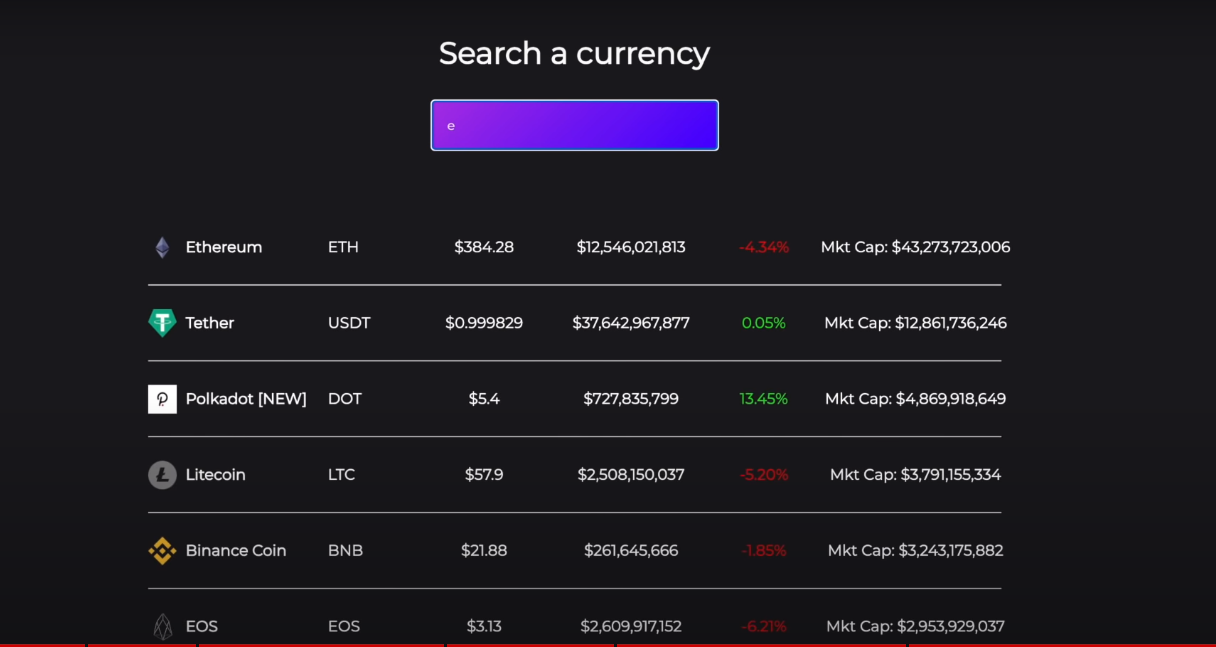 Search a currency
e
Ethereum ETH $384.28 $12,546,021,813 -4.34% Mkt Cap: $43,273,723,006
Tether USDT $0.999829 $37,642,967,877 0.05% Mkt Cap: $12,861,736,246
Polkadot [NEW] DOT $5.4 $727,835,799 13.45% Mkt Cap: $4,869,918,649
Litecoin LTC $57.9 $2,508,150,037 -5.20% Mkt Cap: $3,791,155,334
Binance Coin BNB $21.88 $261,645,666 -1.85% Mkt Cap: $3,243,175,882
EOS EOS $3.13 $2,609,917,152 -6.21% Mkt Cap: $2,953,929,037